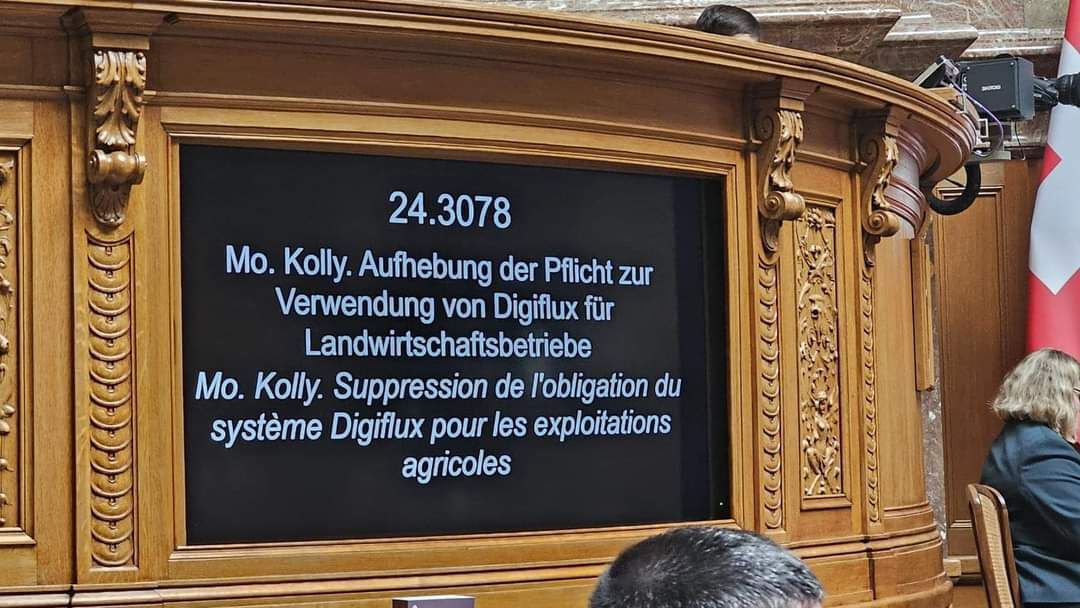 24.3078
Mo. Kolly. Aufhebung der Pflicht zur
Verwendung von Digiflux für
Landwirtschaftsbetriebe
Mo. Kolly. Suppression de l'obligation du
système Digiflux pour les exploitations
agricoles